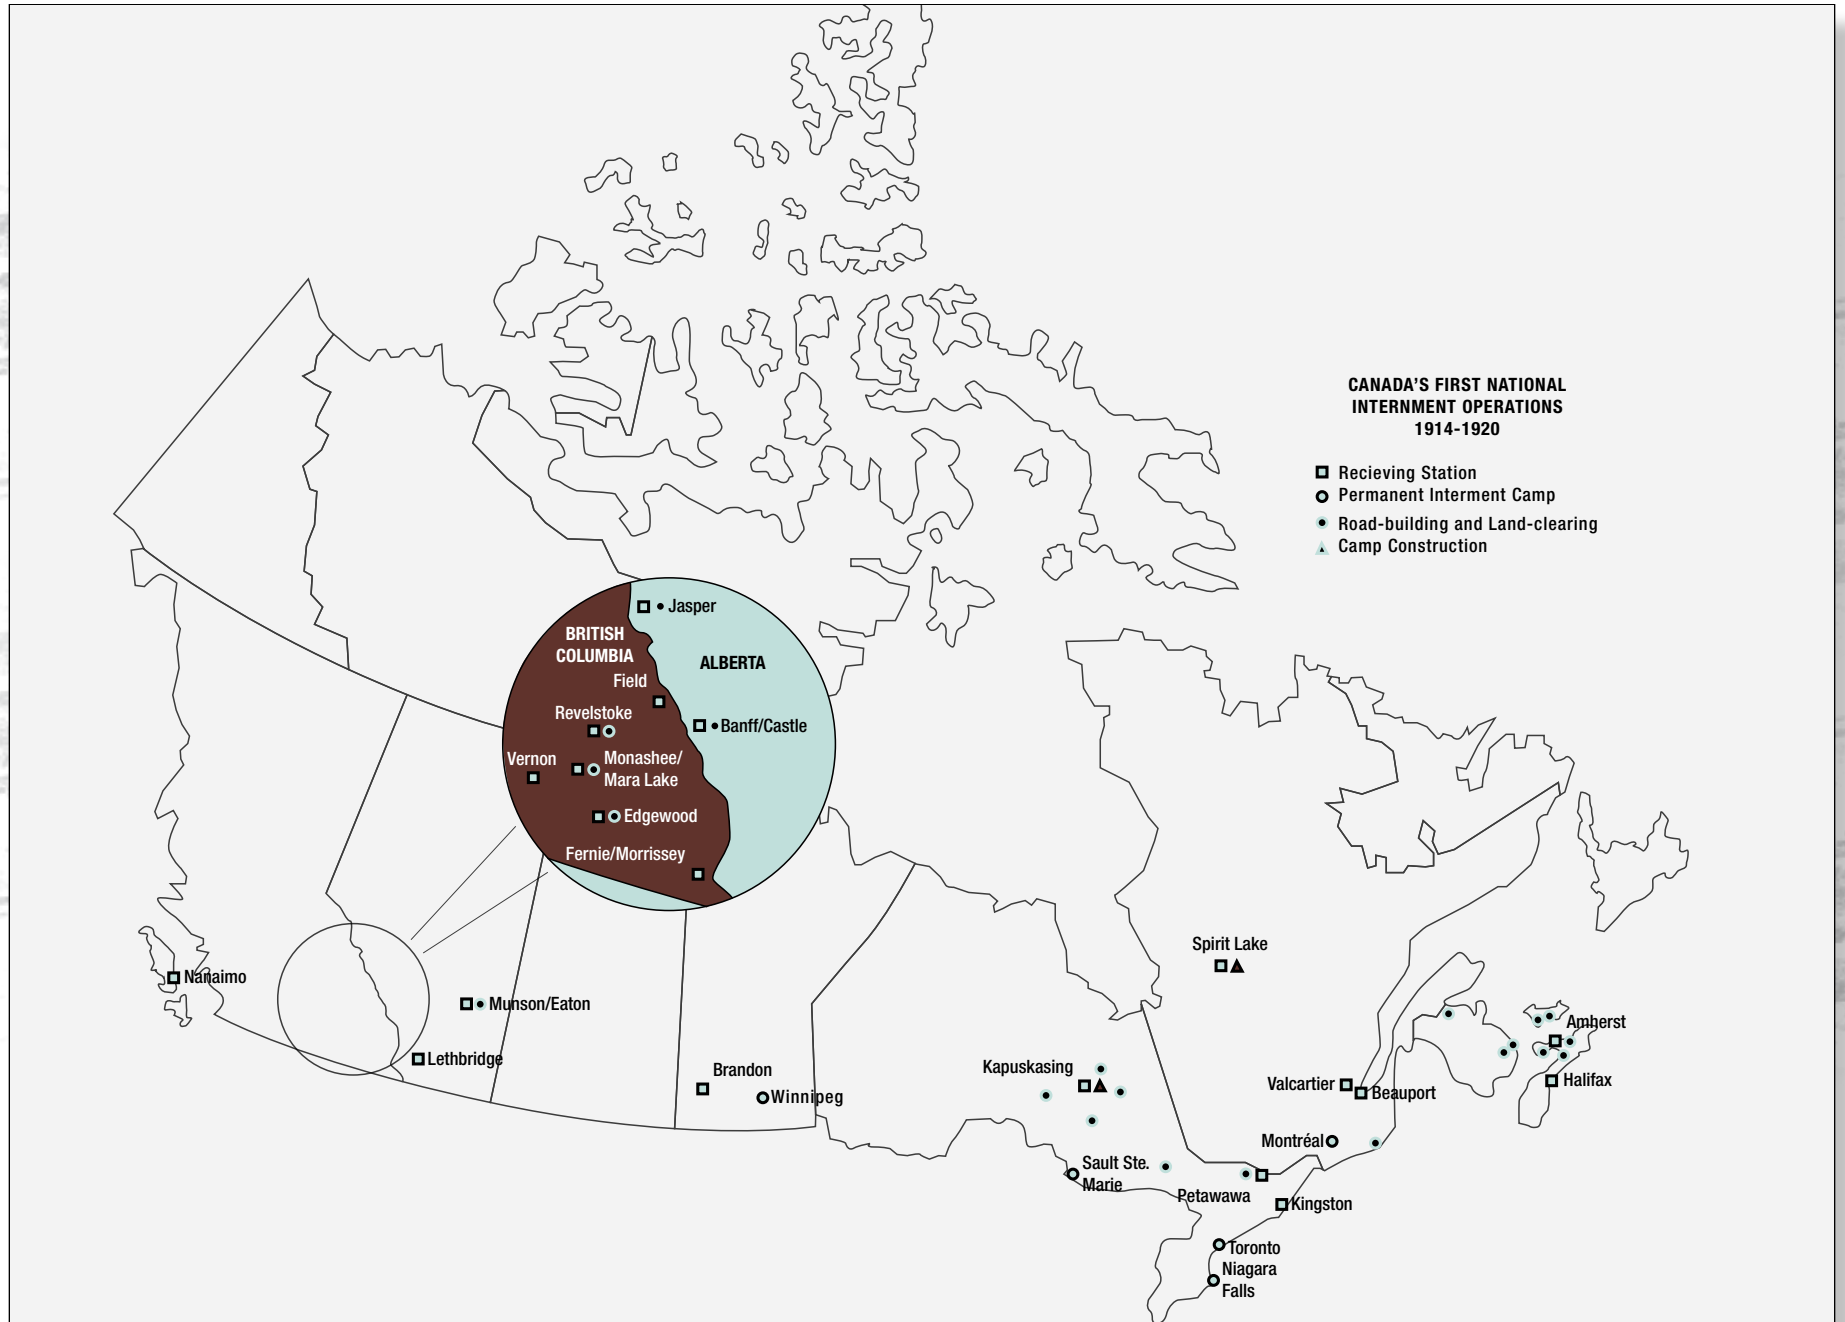 CANADA'S FIRST NATIONAL
INTERNMENT OPERATIONS
1914-1920
Recieving Station
Permanent Interment Camp
Road-building and Land-clearing
Camp Construction
Jasper
BRITISH
COLUMBIA
ALBERTA
Field
Revelstoke
Banff/Castle
Vernon
Monashee/
Mara Lake
Edgewood
Fernie/Morrissey
Spirit Lake
Nanaimo
Munson/Eaton
Amherst
Lethbridge
Brandon
Kapuskasing
Winnipeg
Valcartier
Beauport
Halifax
Montréal
Sault Ste.
Marie
Petawawa
Kingston
Toronto
Niagara
Falls